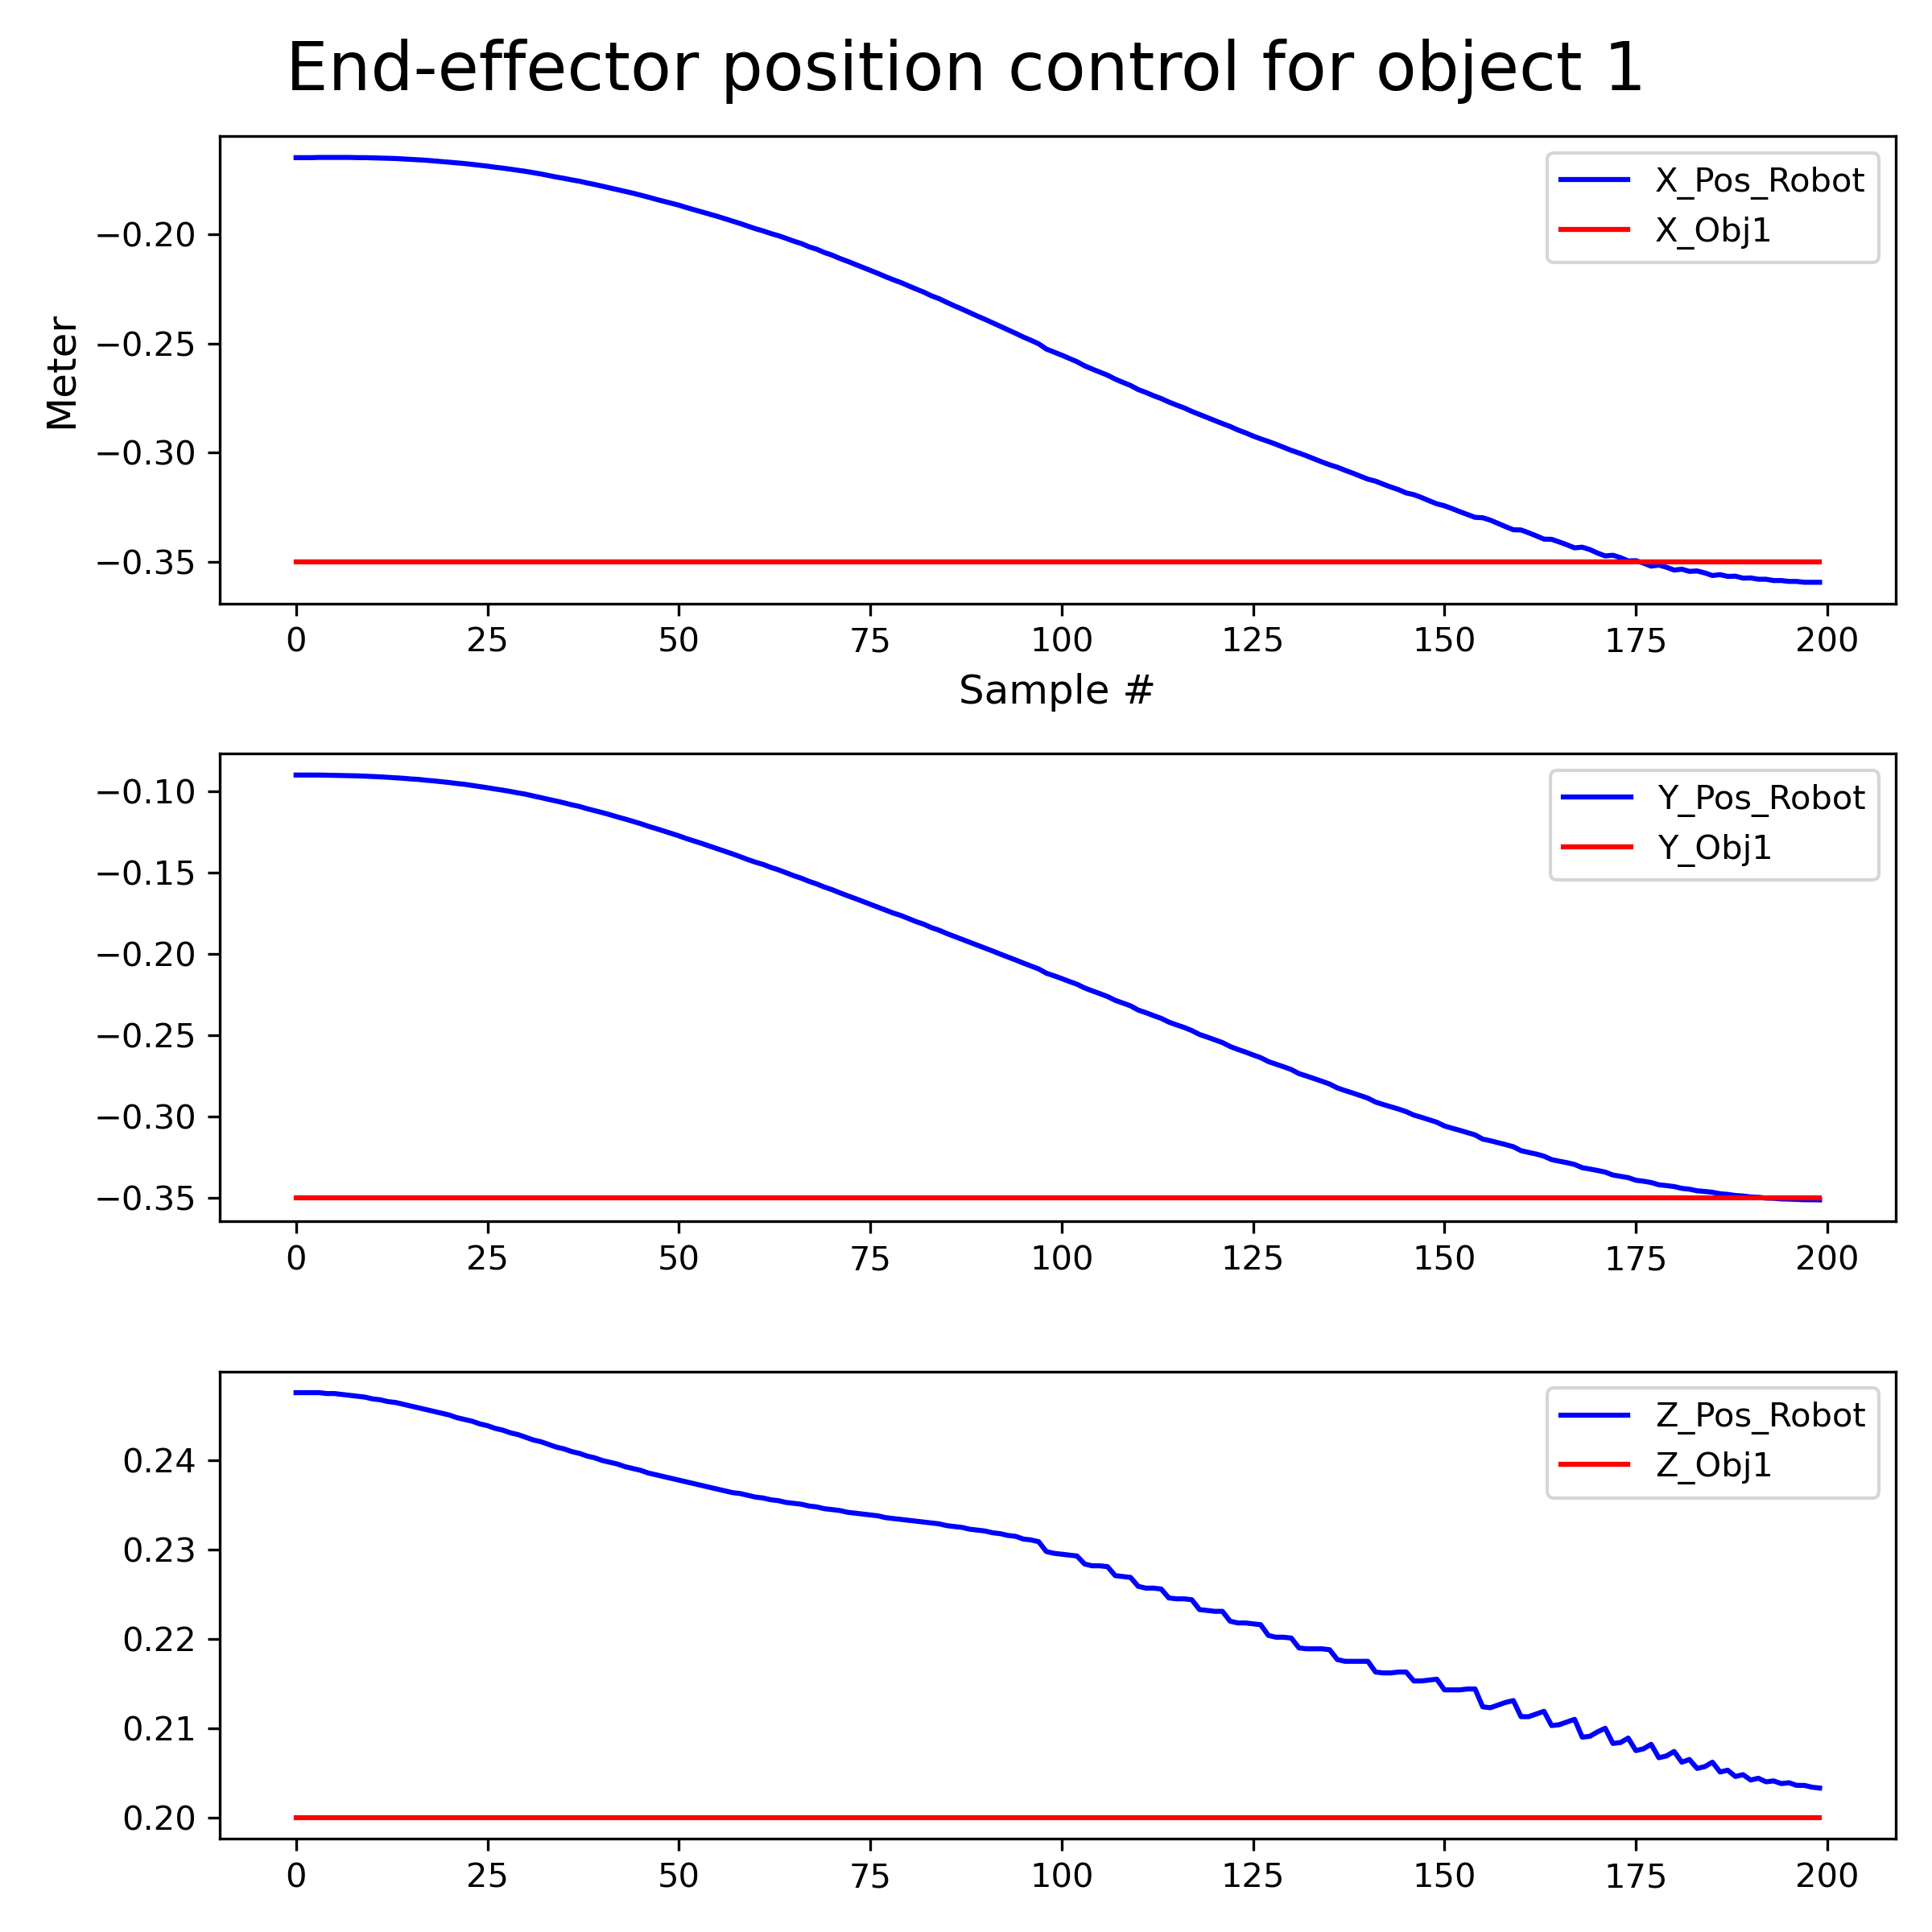 End-effector position control for object 1
X_Pos_Robot
X_Obj1
−0.20
−0.25
−0.30
−0.35
Meter
0 25 50 75 100 125 150 175 200
Sample #
Y_Pos_Robot
Y_Obj1
−0.10
−0.15
−0.20
−0.25
−0.30
−0.35
0 25 50 75 100 125 150 175 200
Z_Pos_Robot
Z_Obj1
0.24
0.23
0.22
0.21
0.20
0 25 50 75 100 125 150 175 200